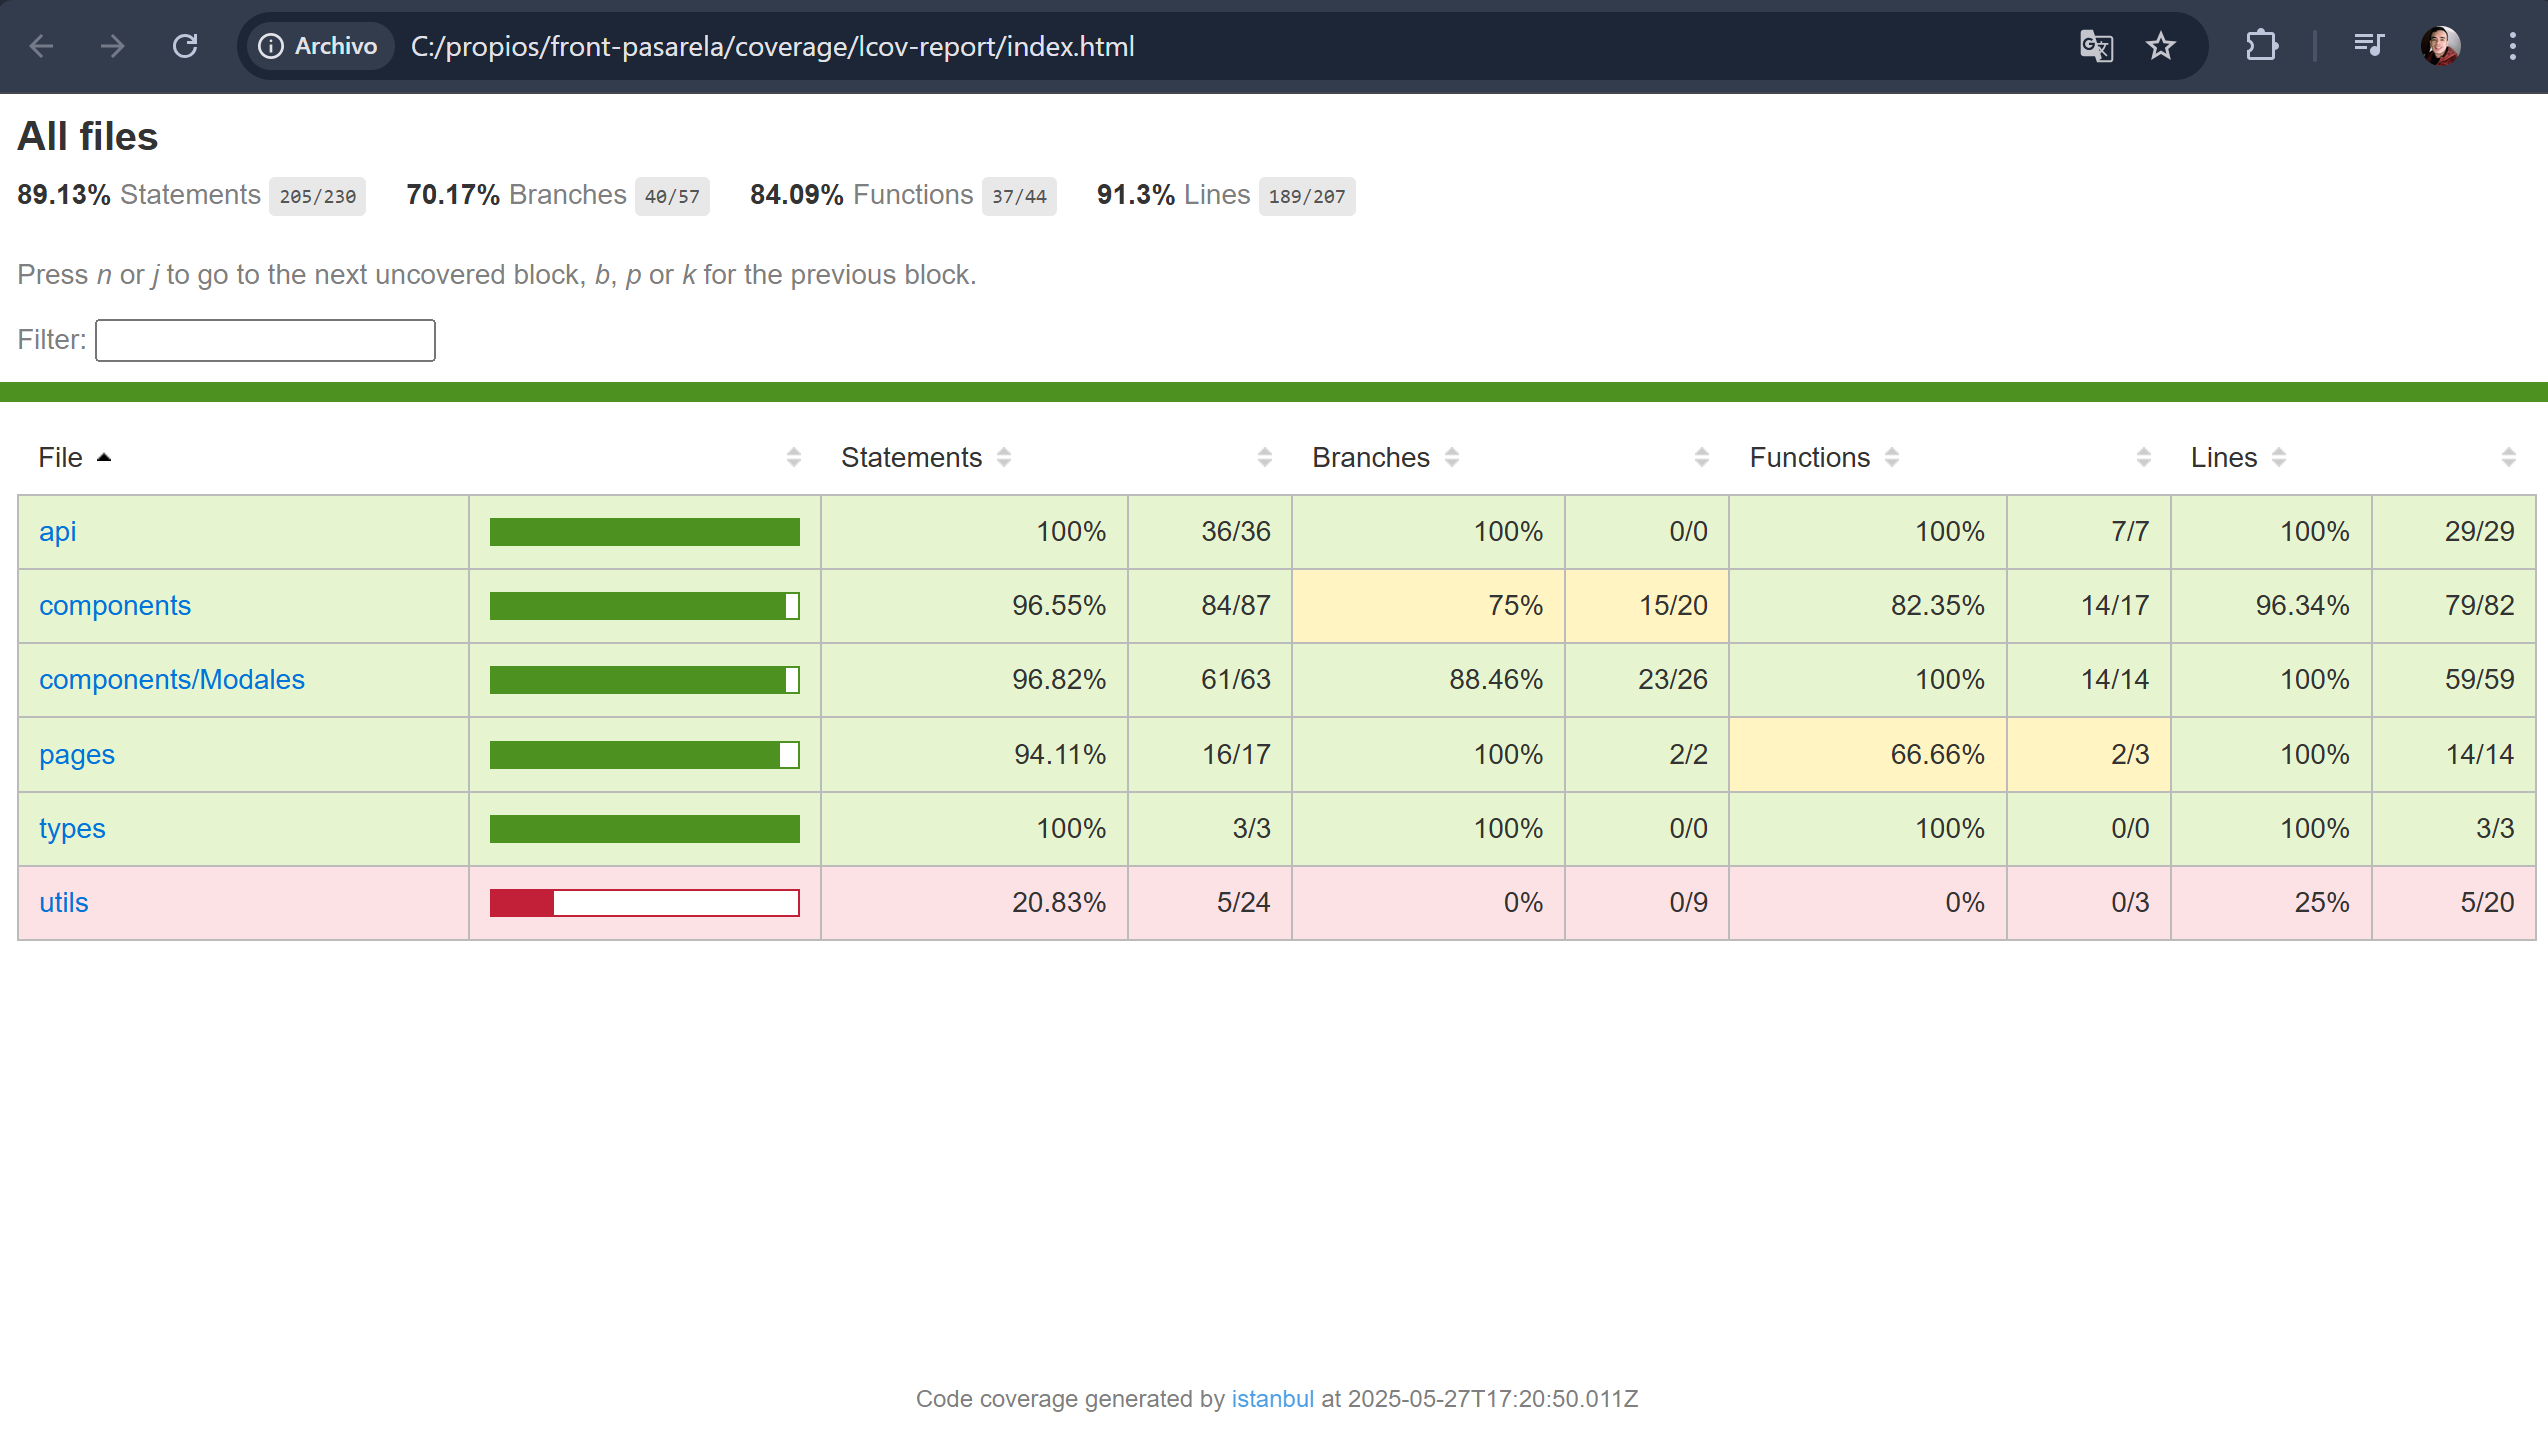 Archivo C:/propios/front-pasarela/coverage/lcov-report/index.html
All files
89.13% Statements 205/230 70.17% Branches 40/57 84.09% Functions 37/44 91.3% Lines 189/207
Press n or j to go to the next uncovered block, b, p or k for the previous block.
Filter:
File Statements Branches Functions Lines
api 100% 36/36 100% 0/0 100% 7/7 100% 29/29
components 96.55% 84/87 75% 15/20 82.35% 14/17 96.34% 79/82
components/Modales 96.82% 61/63 88.46% 23/26 100% 14/14 100% 59/59
pages 94.11% 16/17 100% 2/2 66.66% 2/3 100% 14/14
types 100% 3/3 100% 0/0 100% 0/0 100% 3/3
utils 20.83% 5/24 0% 0/9 0% 0/3 25% 5/20
Code coverage generated by istanbul at 2025-05-27T17:20:50.011Z